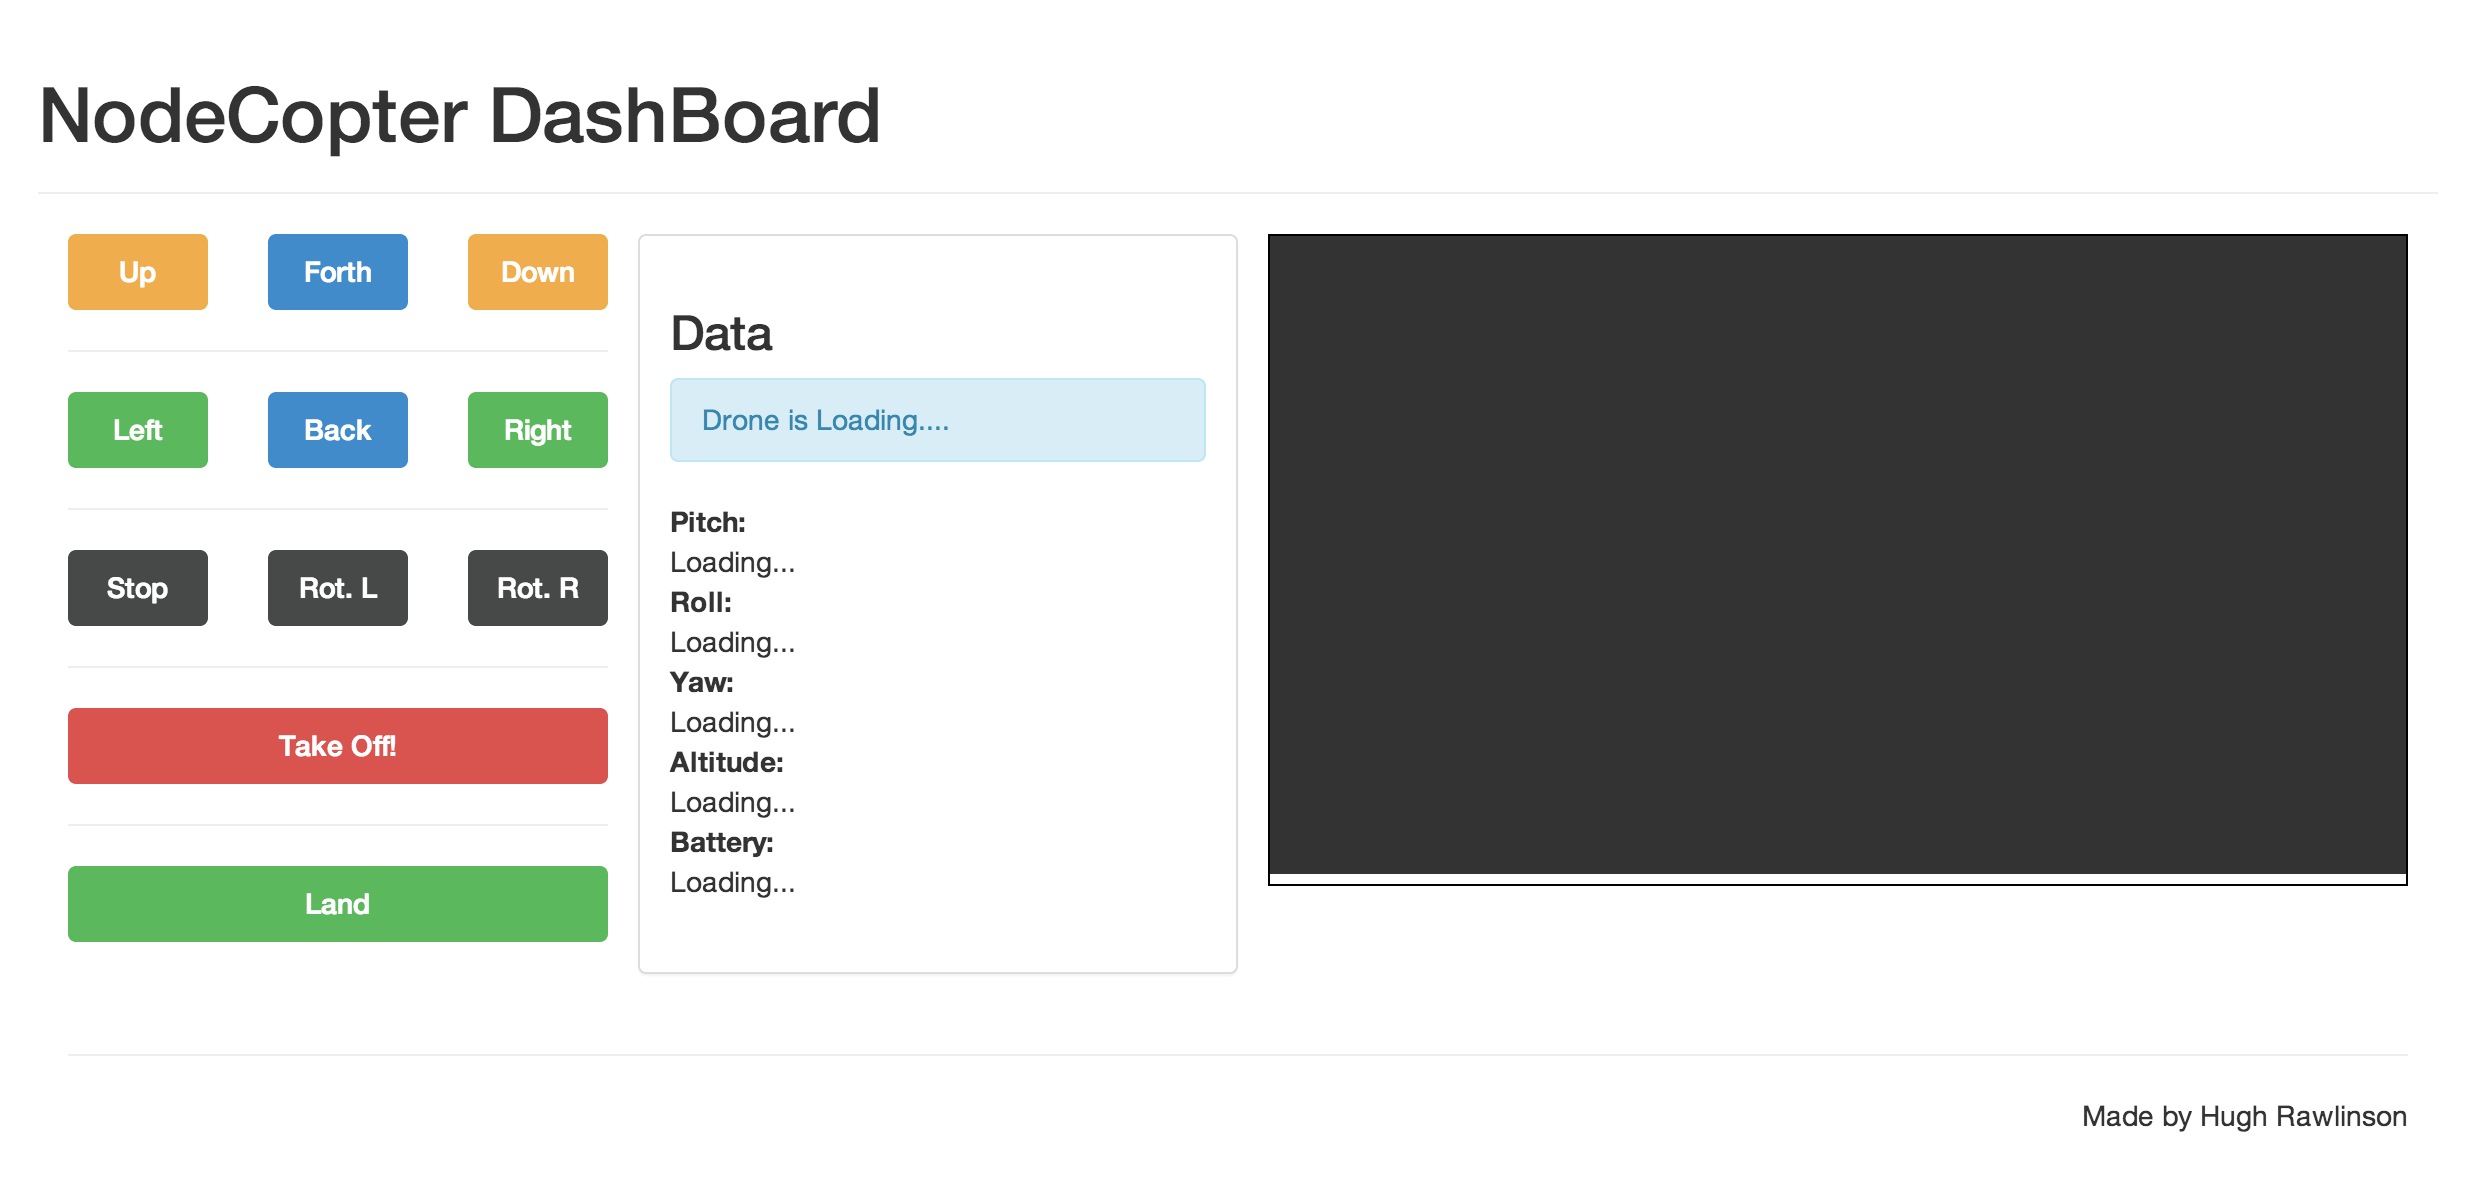 NodeCopter DashBoard
Up
Forth
Down
Left
Back
Right
Stop
Rot. L
Rot. R
Take Off!
Land
Data
Drone is Loading....
Pitch:
Loading...
Roll:
Loading...
Yaw:
Loading...
Altitude:
Loading...
Battery:
Loading...
Made by Hugh Rawlinson